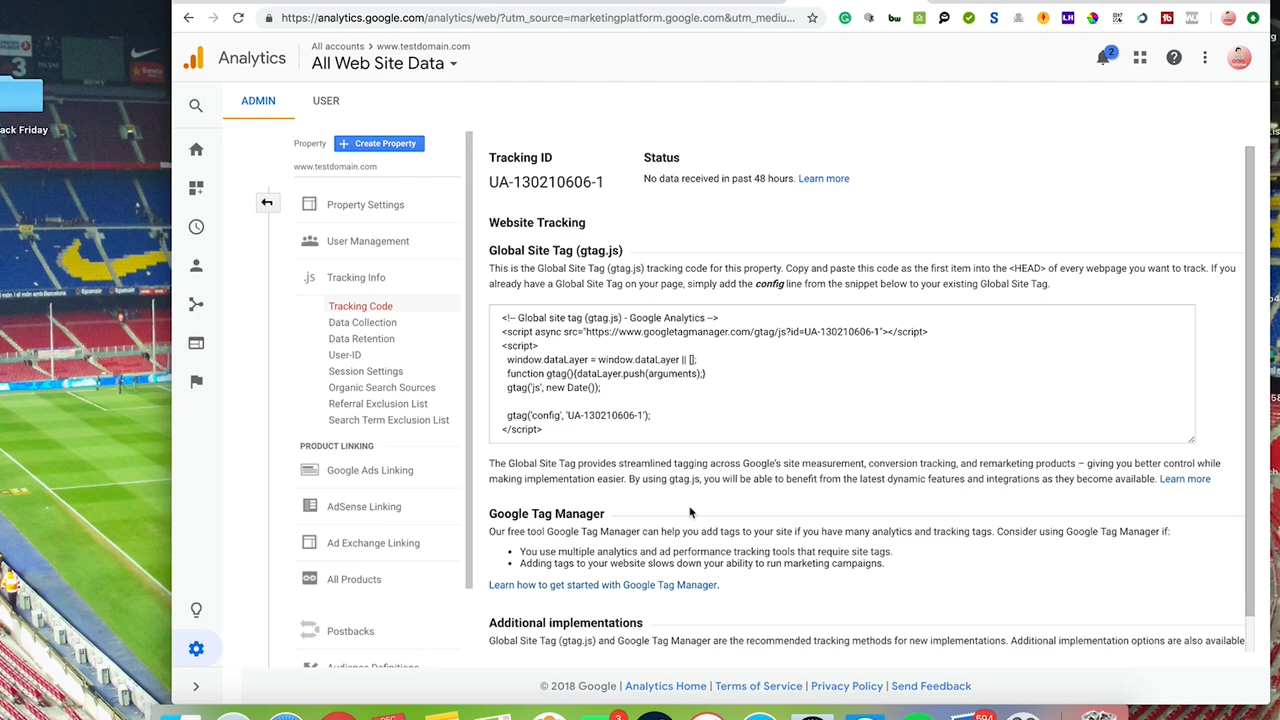 https://analytics.google.com/analytics/web/?utm_source=marketingplatform.google.com&utm_mediu...
bw
S
LH
Analytics
All accounts > www.testdomain.com
All Web Site Data
2
ADMIN
USER
ack Friday
Property
+ Create Property
www.testdomain.com
Property Settings
User Management
.js Tracking Info
Tracking Code
Data Collection
Data Retention
User-ID
Session Settings
Organic Search Sources
Referral Exclusion List
Search Term Exclusion List
PRODUCT LINKING
Google Ads Linking
AdSense Linking
Ad Exchange Linking
All Products
Postbacks
Audience Definitions
Tracking ID
UA-130210606-1
Status
No data received in past 48 hours. Learn more
Website Tracking
Global Site Tag (gtag.js)
This is the Global Site Tag (gtag.js) tracking code for this property. Copy and paste this code as the first item into the <HEAD> of every webpage you want to track. If you
already have a Global Site Tag on your page, simply add the config line from the snippet below to your existing Global Site Tag.
<!-- Global site tag (gtag.js) - Google Analytics -->
<script async src="https://www.googletagmanager.com/gtag/js?id=UA-130210606-1"></script>
<script>
window.dataLayer = window.dataLayer || [];
function gtag(){dataLayer.push(arguments);}
gtag('js', new Date());
gtag('config', 'UA-130210606-1');
</script>
The Global Site Tag provides streamlined tagging across Google's site measurement, conversion tracking, and remarketing products – giving you better control while
making implementation easier. By using gtag.js, you will be able to benefit from the latest dynamic features and integrations as they become available. Learn more
Google Tag Manager
Our free tool Google Tag Manager can help you add tags to your site if you have many analytics and tracking tags. Consider using Google Tag Manager if:
• You use multiple analytics and ad performance tracking tools that require site tags.
• Adding tags to your website slows down your ability to run marketing campaigns.
Learn how to get started with Google Tag Manager.
Additional implementations
Global Site Tag (gtag.js) and Google Tag Manager are the recommended tracking methods for new implementations. Additional implementation options are also available
© 2018 Google | Analytics Home | Terms of Service | Privacy Policy | Send Feedback
DEC
3
594